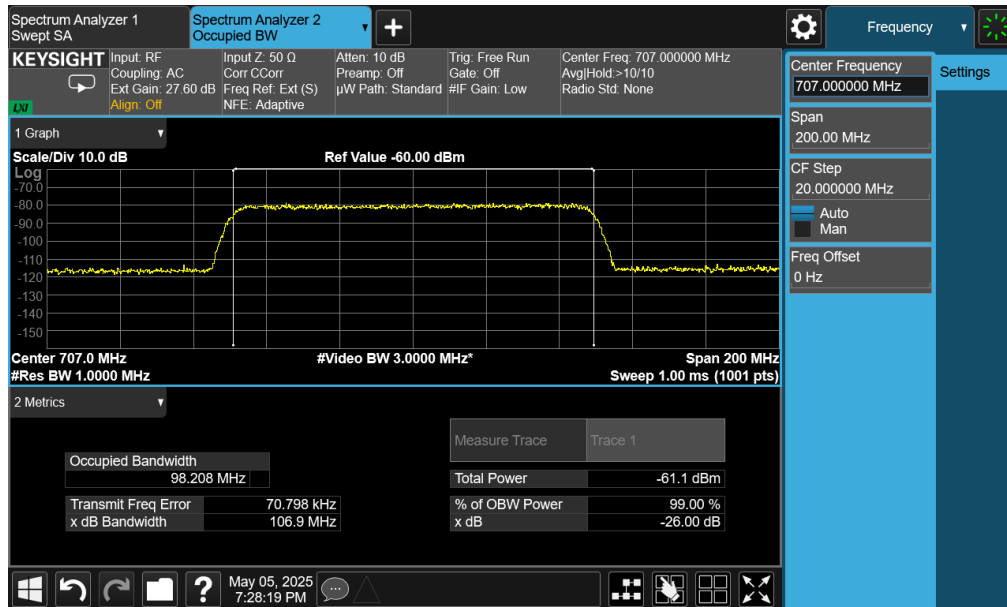 Spectrum Analyzer 1
Swept SA
Spectrum Analyzer 2
Occupied BW
▼
+
Frequency
▼
KEYSIGHT
LXI
Input: RF
Coupling: AC
Ext Gain: 27.60 dB
Align: Off
Input Z: 50 Ω
Corr CCorr
Freq Ref: Ext (S)
NFE: Adaptive
Atten: 10 dB
Preamp: Off
µW Path: Standard
Trig: Free Run
Gate: Off
#IF Gain: Low
Center Freq: 707.000000 MHz
Avg|Hold:>10/10
Radio Std: None
Center Frequency
707.000000 MHz
Settings
Span
200.00 MHz
CF Step
20.000000 MHz
Auto
Man
Freq Offset
0 Hz
1 Graph
▼
Scale/Div 10.0 dB
Ref Value -60.00 dBm
Log
-70.0
-80.0
-90.0
-100
-110
-120
-130
-140
-150
Center 707.0 MHz
#Video BW 3.0000 MHz*
Span 200 MHz
#Res BW 1.0000 MHz
Sweep 1.00 ms (1001 pts)
2 Metrics
▼
Measure Trace
Trace 1
Occupied Bandwidth
98.208 MHz
Total Power
-61.1 dBm
Transmit Freq Error
70.798 kHz
% of OBW Power
99.00 %
x dB Bandwidth
106.9 MHz
x dB
-26.00 dB
?
May 05, 2025
7:28:19 PM